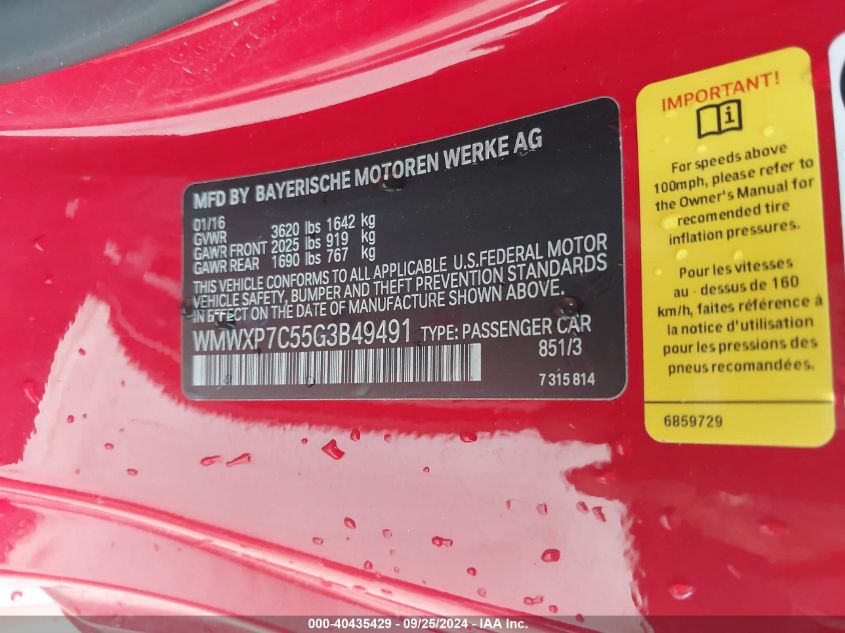 MFD BY BAYERISCHE MOTOREN WERKE AG
01/16
GVWR 3620 lbs 1642 kg
GAWR FRONT 2025 lbs 919 kg
GAWR REAR 1690 lbs 767 kg
THIS VEHICLE CONFORMS TO ALL APPLICABLE U.S.FEDERAL MOTOR
VEHICLE SAFETY, BUMPER AND THEFT PREVENTION STANDARDS
IN EFFECT ON THE DATE OF MANUFACTURE SHOWN ABOVE.
WMWXP7C55G3B49491 TYPE: PASSENGER CAR
851/3
7 315 814
IMPORTANT!
For speeds above
100mph, please refer to
the Owner's Manual for
recomended tire
inflation pressures.
Pour les vitesses
au - dessus de 160
km/h, faites référence à
la notice d'utilisation
pour les pressions des
pneus recomandées.
6859729
000-40435429 - 09/25/2024 - IAA Inc.